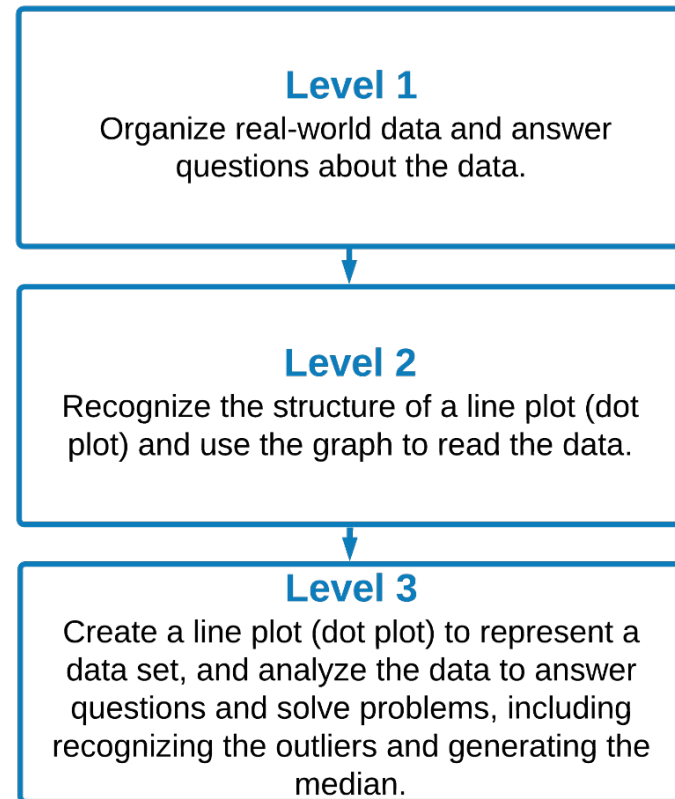 Level 1
Organize real-world data and answer
questions about the data.
Level 2
Recognize the structure of a line plot (dot
plot) and use the graph to read the data.
Level 3
Create a line plot (dot plot) to represent a
data set, and analyze the data to answer
questions and solve problems, including
recognizing the outliers and generating the
median.